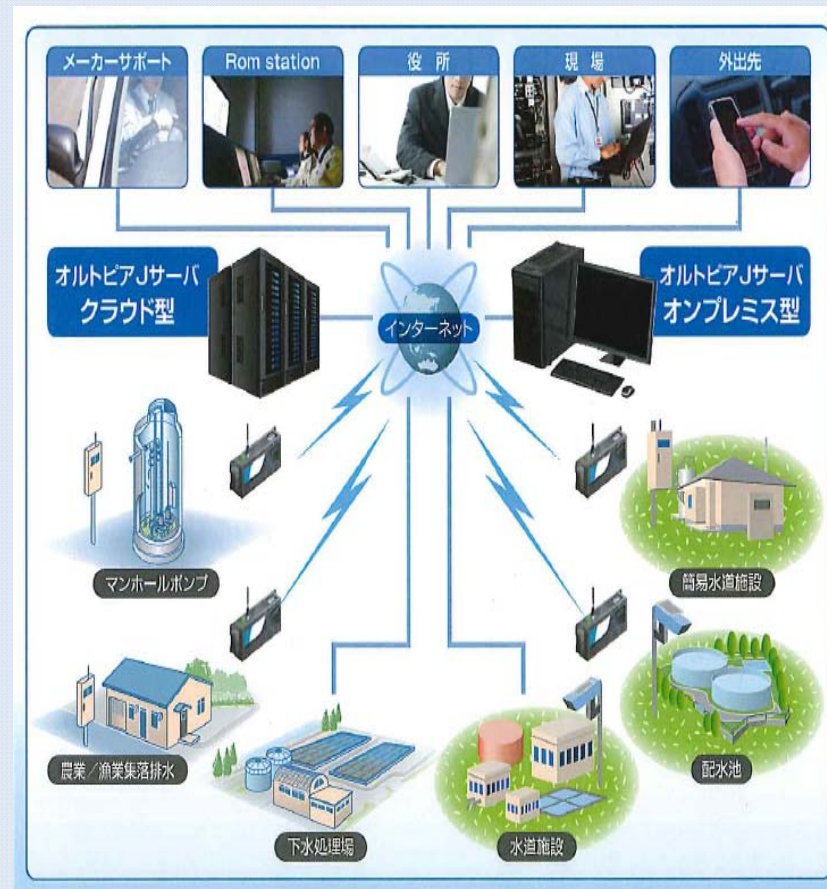 メーカーサポート
Rom station
役所
現場
外出先
オルトピアJサーバ
クラウド型
インターネット
オルトピアJサーバ
オンプレミス型
マンホールポンプ
簡易水道施設
農業／漁業集落排水
配水池
下水処理場
水道施設